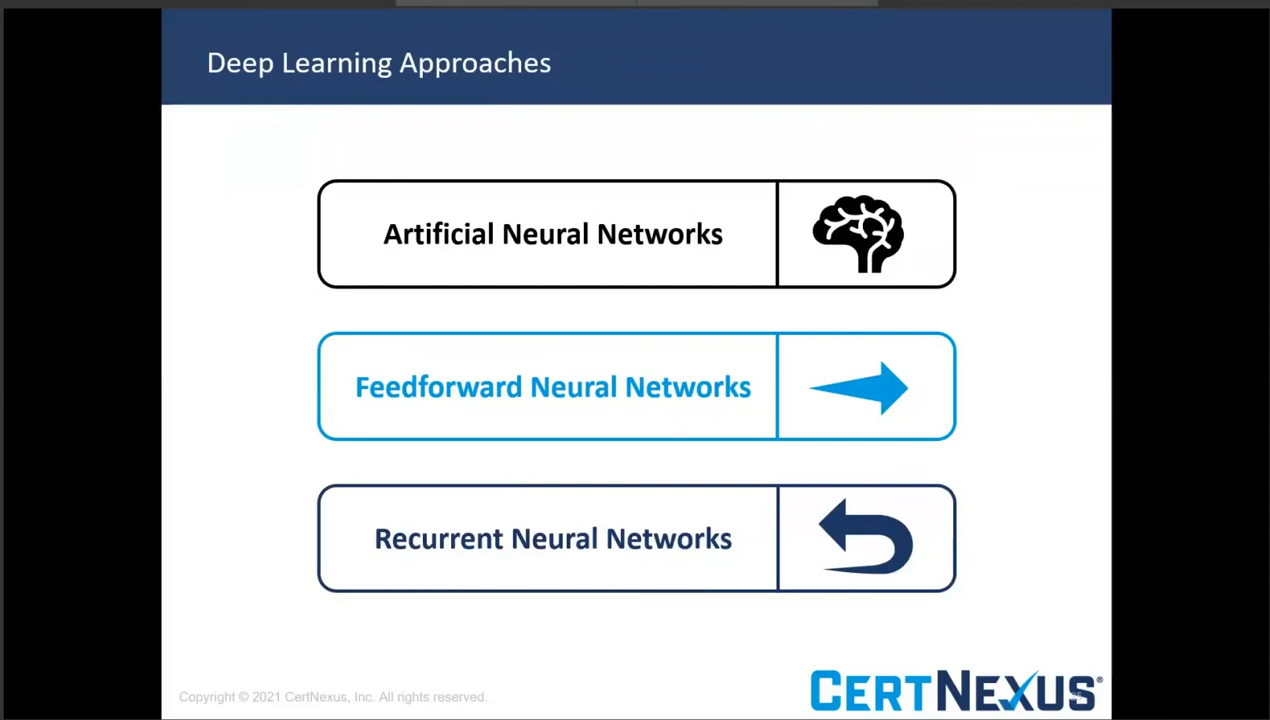 Deep Learning Approaches
Artificial Neural Networks
Feedforward Neural Networks
Recurrent Neural Networks
Copyright © 2021 CertNexus, Inc. All rights reserved.
CERTNEXUS®